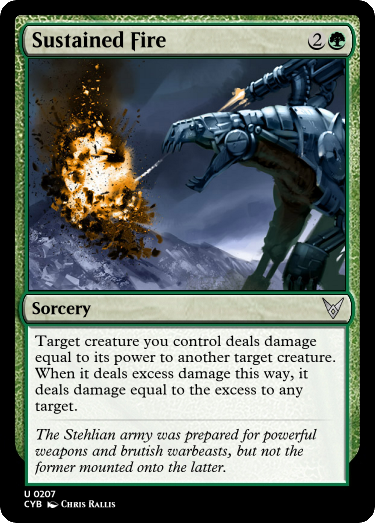 Sustained Fire 2
Sorcery
Target creature you control deals damage
equal to its power to another target creature.
When it deals excess damage this way, it
deals damage equal to the excess to any
target.
The Stehlian army was prepared for powerful
weapons and brutish warbeasts, but not the
former mounted onto the latter.
U 0207
CYB Chris Rallis